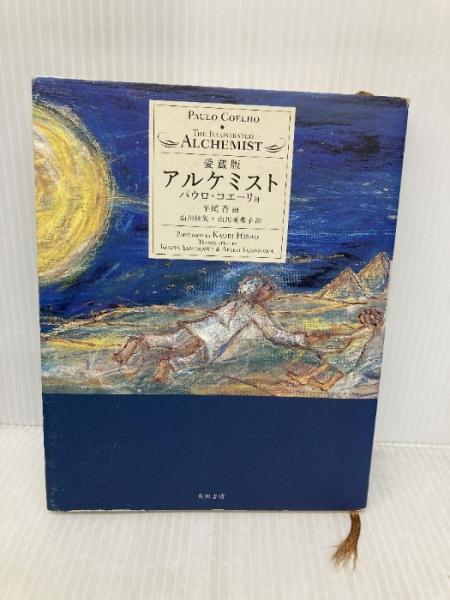 PAULO COELHO
THE ILLUSTRATED
ALCHEMIST
愛蔵版
アルケミスト
パウロ・コエーリョ
平尾香 画
山川紘矢+山川亜希子 訳
PAINTINGS BY KAORI HIRAO
TRANSLATED BY
KOUYA YAMAKAWA & AKIKO YAMAKAWA
角川書店